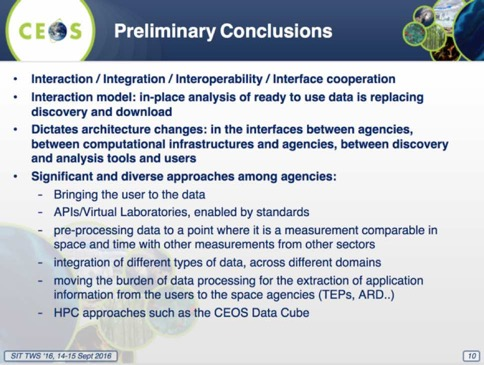 CEOS
Preliminary Conclusions
• Interaction / Integration / Interoperability / Interface cooperation
• Interaction model: in-place analysis of ready to use data is replacing
discovery and download
• Dictates architecture changes: in the interfaces between agencies,
between computational infrastructures and agencies, between discovery
and analysis tools and users
• Significant and diverse approaches among agencies:
- Bringing the user to the data
- APIs/Virtual Laboratories, enabled by standards
- pre-processing data to a point where it is a measurement comparable in
space and time with other measurements from other sectors
- integration of different types of data, across different domains
- moving the burden of data processing for the extraction of application
information from the users to the space agencies (TEPs, ARD..)
- HPC approaches such as the CEOS Data Cube
SIT TWS '16, 14-15 Sept 2016
10